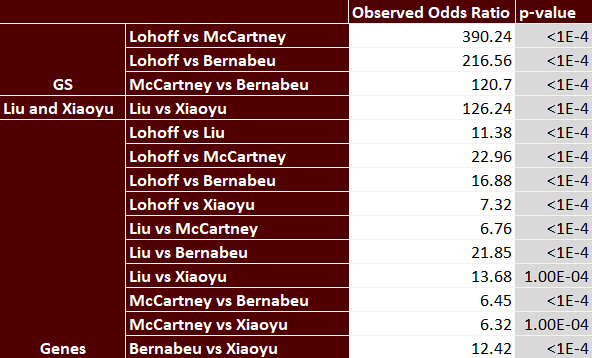 Observed Odds Ratio p-value
Lohoff vs McCartney 390.24 <1E-4
Lohoff vs Bernabeu 216.56 <1E-4
GS McCartney vs Bernabeu 120.7 <1E-4
Liu and Xiaoyu Liu vs Xiaoyu 126.24 <1E-4
Lohoff vs Liu 11.38 <1E-4
Lohoff vs McCartney 22.96 <1E-4
Lohoff vs Bernabeu 16.88 <1E-4
Lohoff vs Xiaoyu 7.32 <1E-4
Liu vs McCartney 6.76 <1E-4
Liu vs Bernabeu 21.85 <1E-4
Liu vs Xiaoyu 13.68 1.00E-04
McCartney vs Bernabeu 6.45 <1E-4
McCartney vs Xiaoyu 6.32 1.00E-04
Genes Bernabeu vs Xiaoyu 12.42 <1E-4